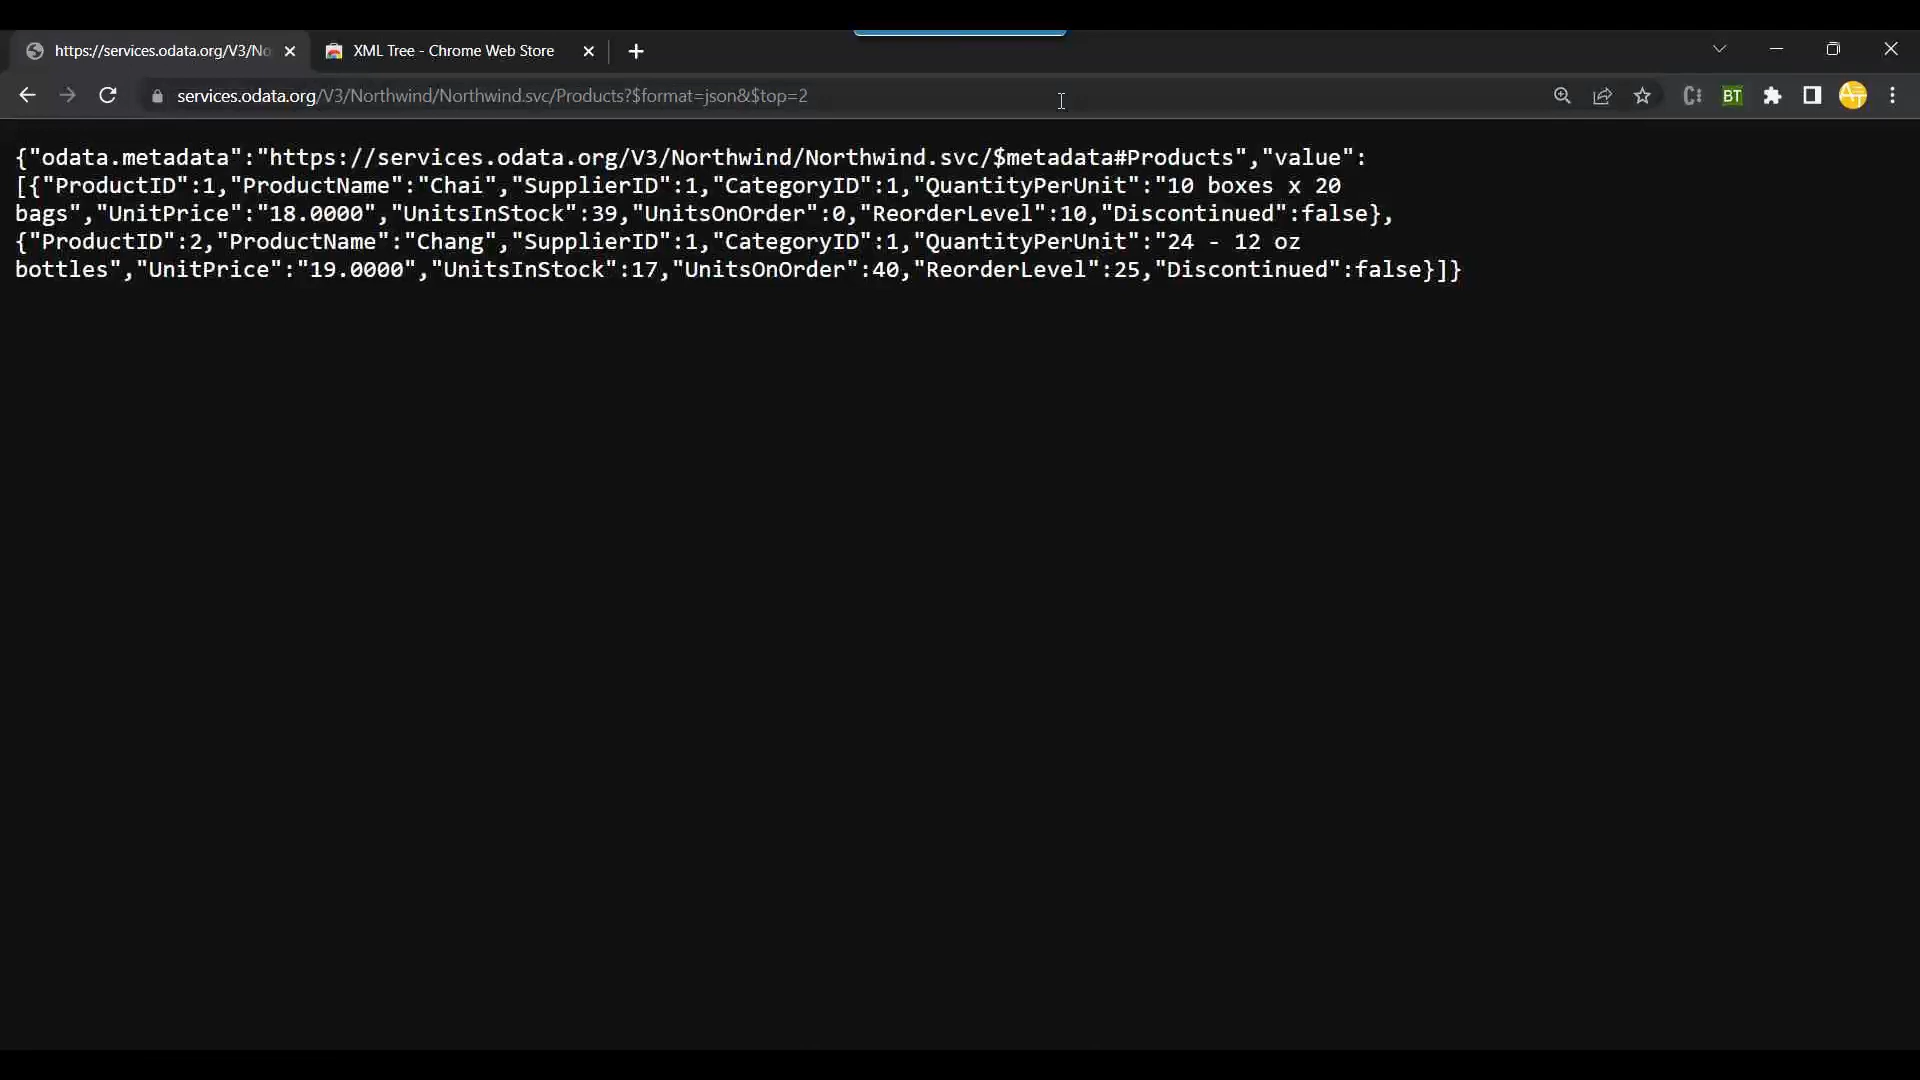 https://services.odata.org/V3/No
XML Tree - Chrome Web Store
services.odata.org/V3/Northwind/Northwind.svc/Products?$format=json&$top=2
BT
{"odata.metadata":"https://services.odata.org/V3/Northwind/Northwind.svc/$metadata#Products","value":
[{"ProductID":1,"ProductName":"Chai","SupplierID":1,"CategoryID":1,"QuantityPerUnit":"10 boxes x 20
bags","UnitPrice":"18.0000","UnitsInStock":39,"UnitsOnOrder":0,"ReorderLevel":10,"Discontinued":false},
{"ProductID":2,"ProductName":"Chang","SupplierID":1,"CategoryID":1,"QuantityPerUnit":"24 - 12 oz
bottles","UnitPrice":"19.0000","UnitsInStock":17,"UnitsOnOrder":40,"ReorderLevel":25,"Discontinued":false}]}